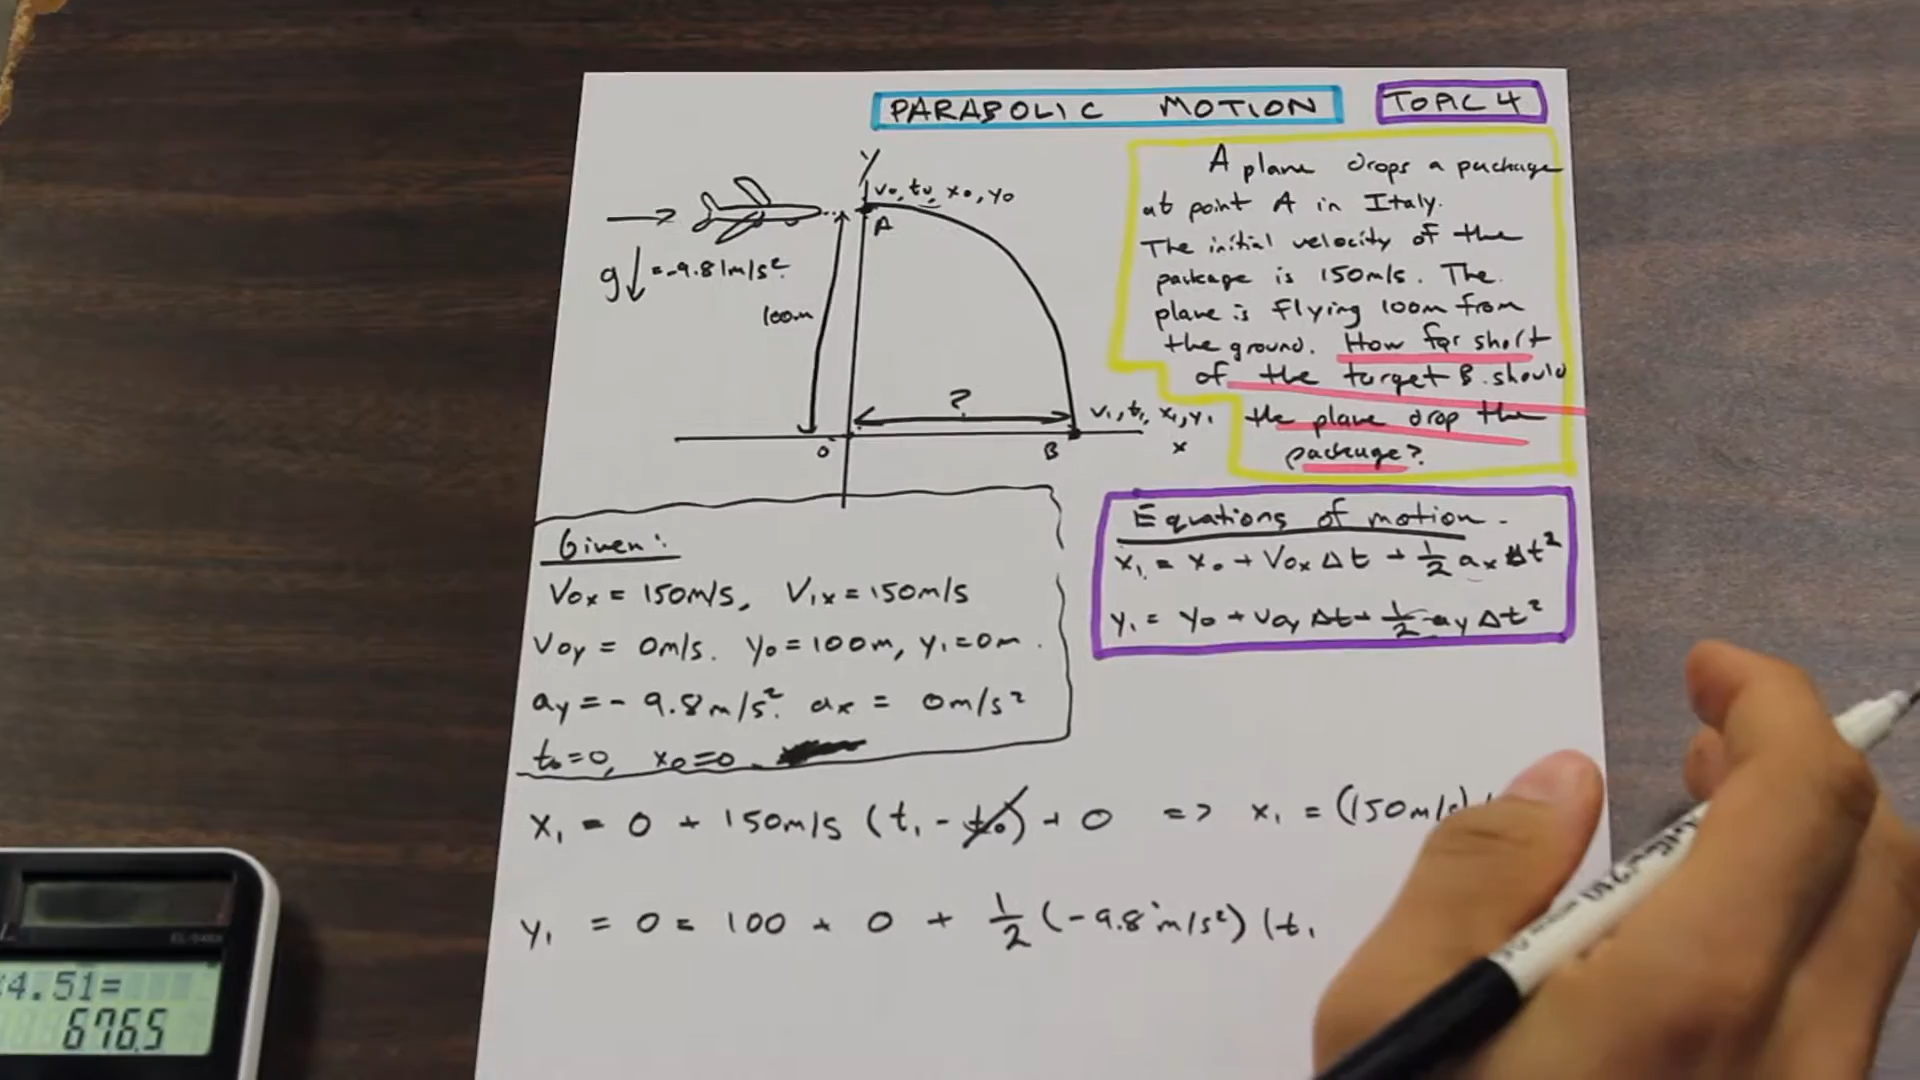 PARABOLIC MOTION
TOPIC 4
Y
v₀, t₀, x₀, y₀
A
g↓ = -9.81m/s²
100m
?
v₁, t₁, x₁, y₁
x
O
B
A plane drops a package
at point A in Italy.
The initial velocity of the
package is 150m/s. The
plane is flying 100m from
the ground. How far short
of the target B should
the plane drop the
package?
Equations of motion
x₁ = x₀ + V₀ₓ Δt + 1/2 aₓ Δt²
y₁ = y₀ + v₀y Δt + 1/2 ay Δt²
Given:
V₀ₓ = 150m/s, V₁ₓ = 150m/s
V₀y = 0m/s. y₀ = 100m, y₁ = 0m.
ay = - 9.8m/s². aₓ = 0m/s²
t₀ = 0, x₀ = 0
x₁ = 0 + 150m/s (t₁ - t₀) + 0 => x₁ = (150m/s)
y₁ = 0 = 100 + 0 + 1/2 (-9.8m/s²) (t₁
4.51=
676.5